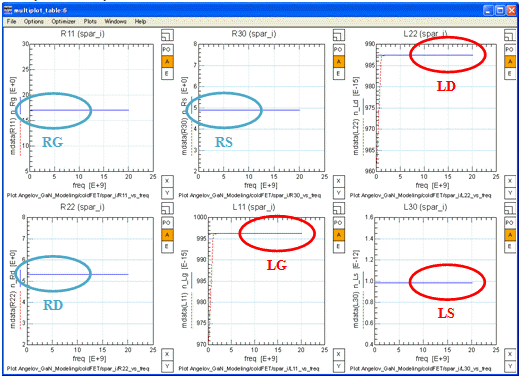 multiplot_table:6
File Options Optimizer Plots Windows Help
R11 (spar_i)
mdata(R11) n_Rg [E+0]
30
25
20
15
10
5
0 5 10 15 20 25
freq [E+9]
Plot Angelov_GaN_Modeling/coldFET/spar_i/R11_vs_freq
RG
PO
A
E
X
Y
R30 (spar_i)
mdata(R30) n_Rs [E+0]
8
7
6
5
4
3
2
0 5 10 15 20 25
freq [E+9]
Plot Angelov_GaN_Modeling/coldFET/spar_i/R30_vs_freq
RS
PO
A
E
X
Y
L22 (spar_i)
mdata(L22) n_Ld [E-15]
990
985
980
975
970
965
960
0 5 10 15 20 25
freq [E+9]
Plot Angelov_GaN_Modeling/coldFET/spar_i/L22_vs_freq
LD
PO
A
E
X
Y
R22 (spar_i)
mdata(R22) n_Rd [E+0]
8
7
6
5
4
3
2
0 5 10 15 20 25
freq [E+9]
Plot Angelov_GaN_Modeling/coldFET/spar_i/R22_vs_freq
RD
PO
A
E
X
Y
L11 (spar_i)
mdata(L11) n_Lg [E-15]
1000
995
990
985
980
975
970
0 5 10 15 20 25
freq [E+9]
Plot Angelov_GaN_Modeling/coldFET/spar_i/L11_vs_freq
LG
PO
A
E
X
Y
L30 (spar_i)
mdata(L30) n_Ls [E-12]
1.6
1.4
1.2
1.0
0.8
0.6
0.4
0 5 10 15 20 25
freq [E+9]
Plot Angelov_GaN_Modeling/coldFET/spar_i/L30_vs_freq
LS
PO
A
E
X
Y